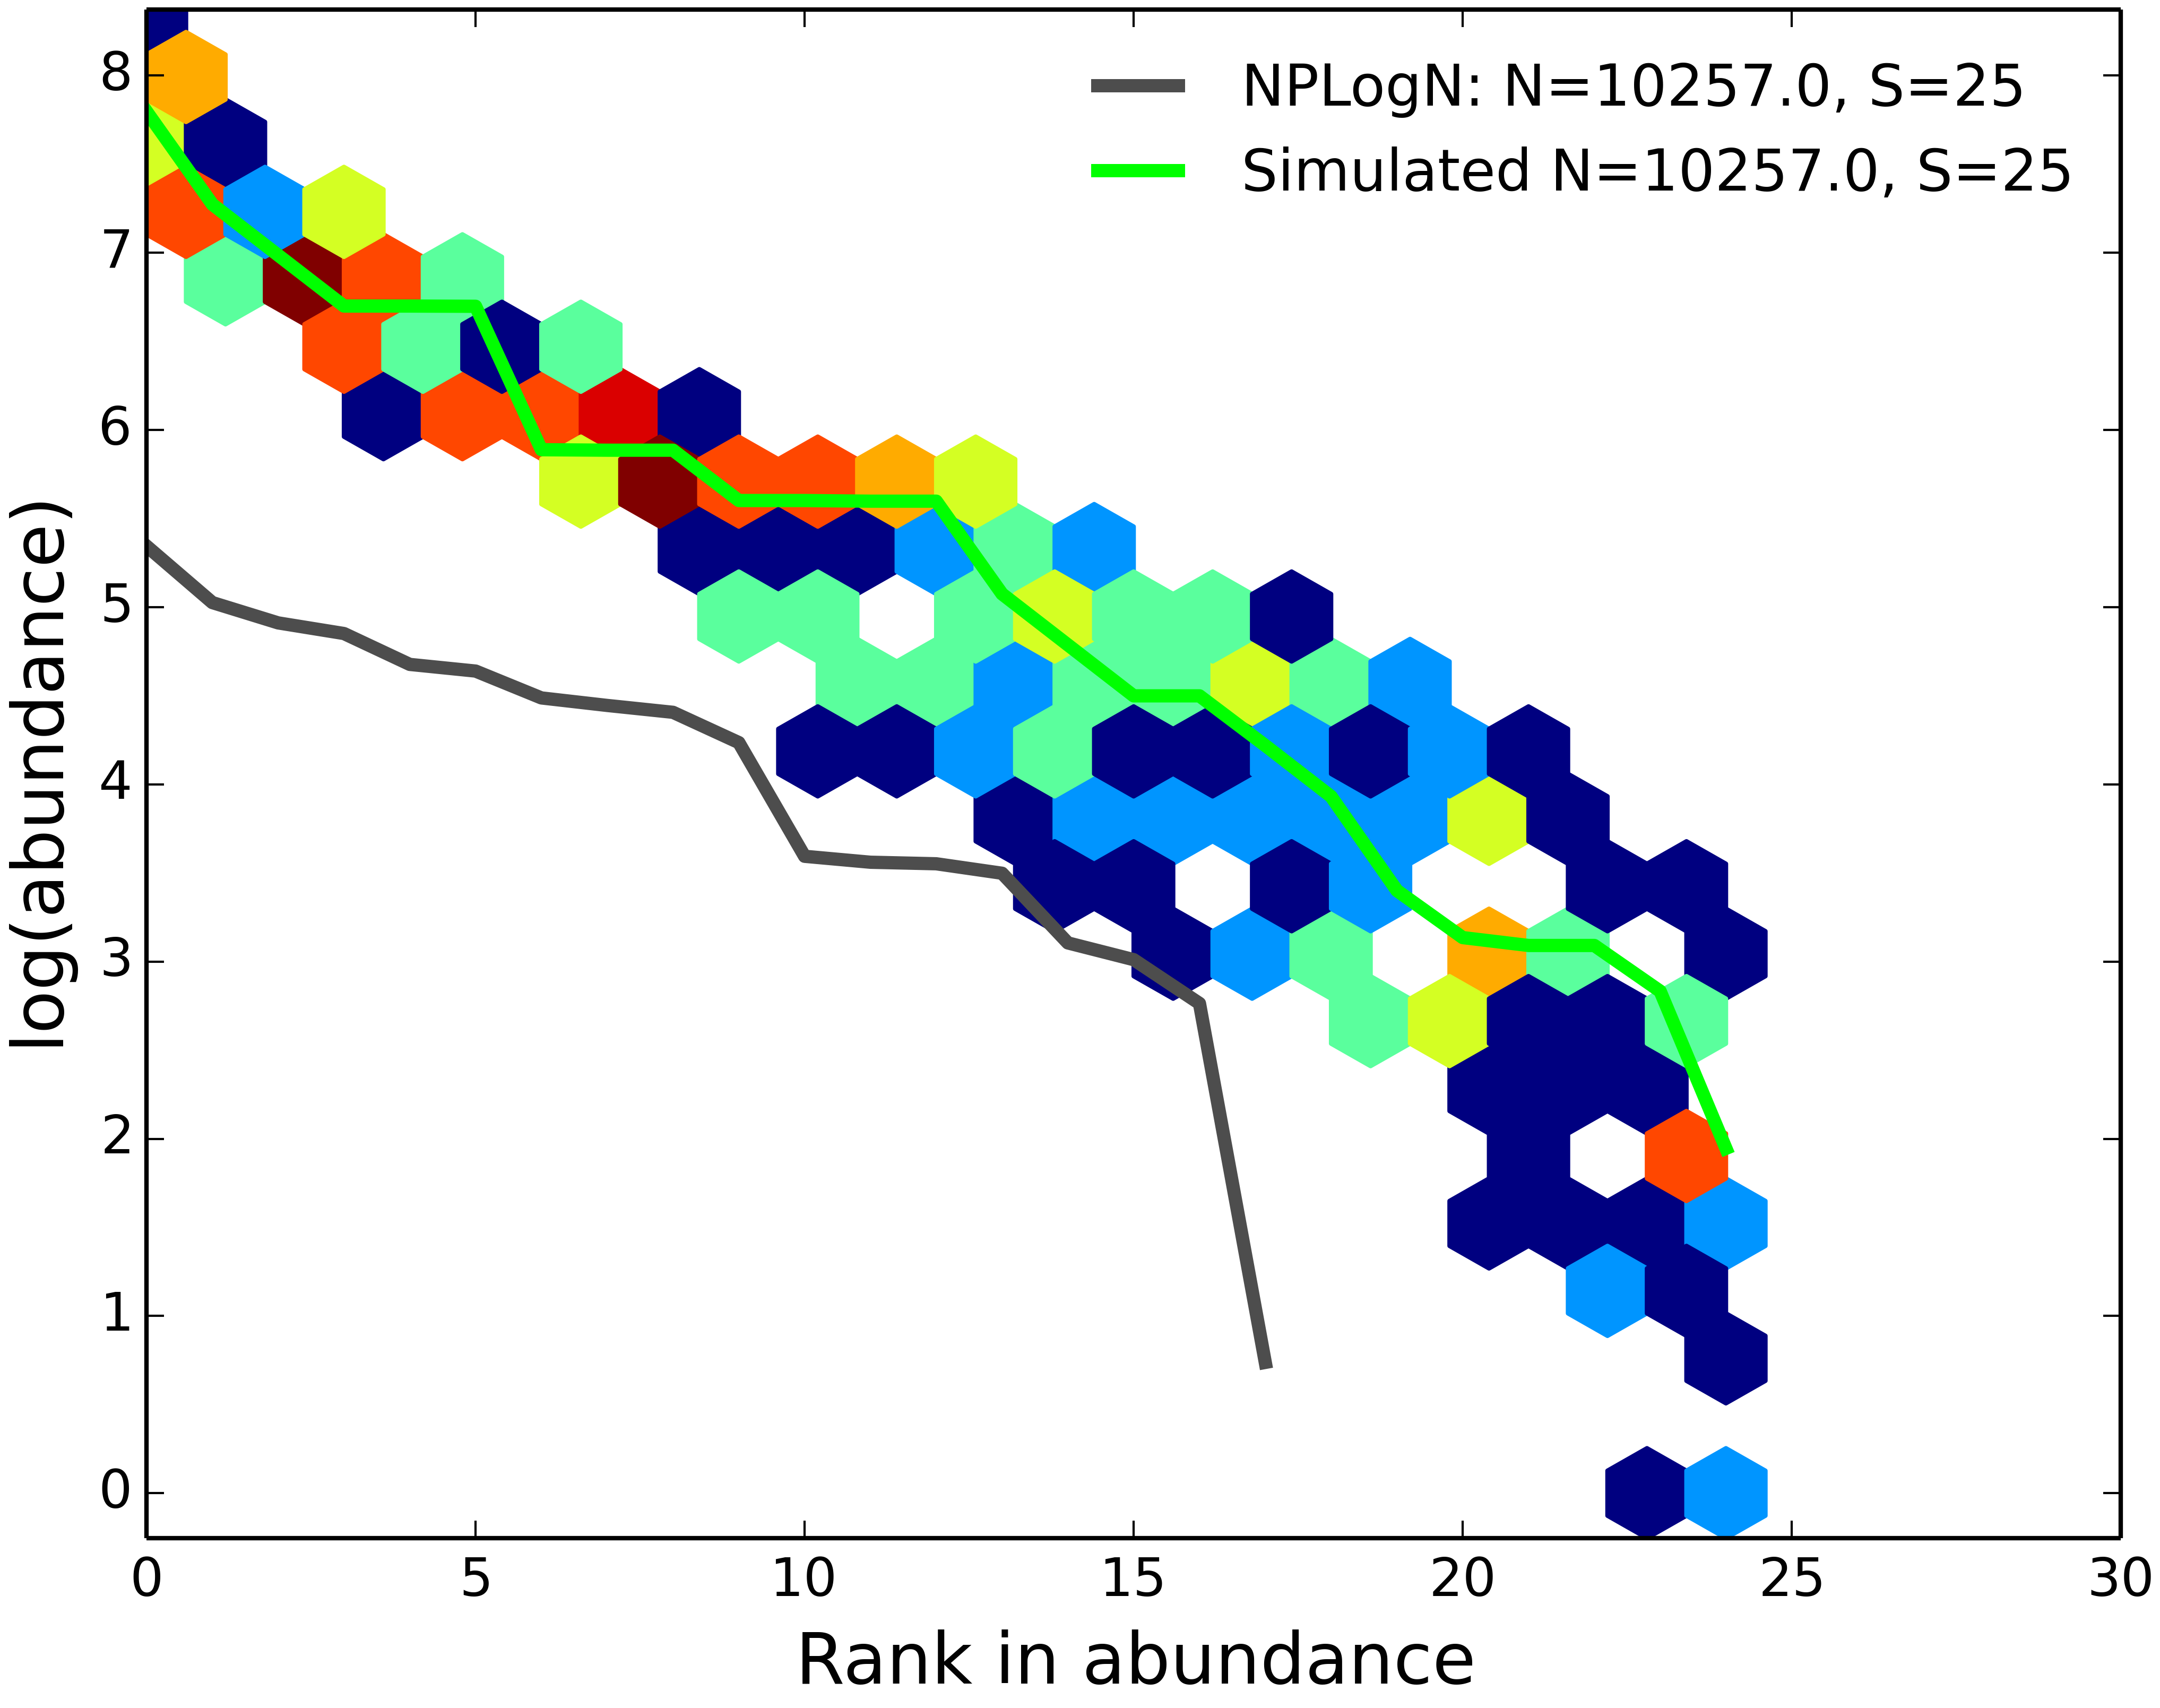 NPLogN: N=10257.0, S=25
Simulated N=10257.0, S=25
log(abundance)
8
7
6
5
4
3
2
1
0
0 5 10 15 20 25 30
Rank in abundance